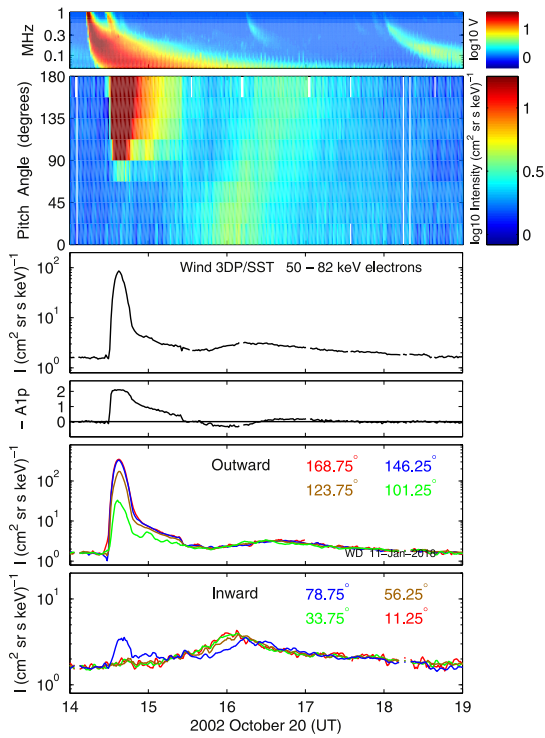 1
0.3
0.1
MHz
1
0
log10 V
180
135
90
45
0
Pitch Angle (degrees)
1
0.5
0
log10 Intensity (cm² sr s keV)⁻¹
Wind 3DP/SST 50 – 82 keV electrons
10²
10¹
10⁰
I (cm² sr s keV)⁻¹
2
1
0
– A1p
Outward
168.75° 146.25°
123.75° 101.25°
10²
10¹
10⁰
I (cm² sr s keV)⁻¹
WD 11–Jan–2018
Inward
78.75° 56.25°
33.75° 11.25°
10¹
10⁰
I (cm² sr s keV)⁻¹
14 15 16 17 18 19
2002 October 20 (UT)